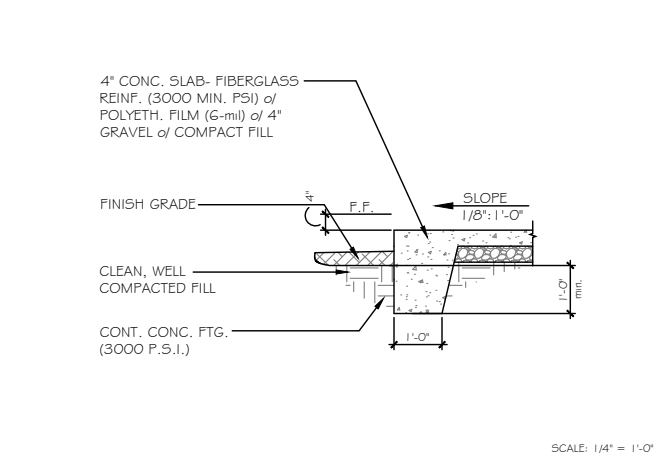 4" CONC. SLAB- FIBERGLASS
REINF. (3000 MIN. PSI) o/
POLYETH. FILM (6-mil) o/ 4"
GRAVEL o/ COMPACT FILL
FINISH GRADE
4"
F.F.
SLOPE
1/8":1'-0"
CLEAN, WELL
COMPACTED FILL
1'-0"
min.
CONT. CONC. FTG.
(3000 P.S.I.)
1'-0"
SCALE: 1/4" = 1'-0"